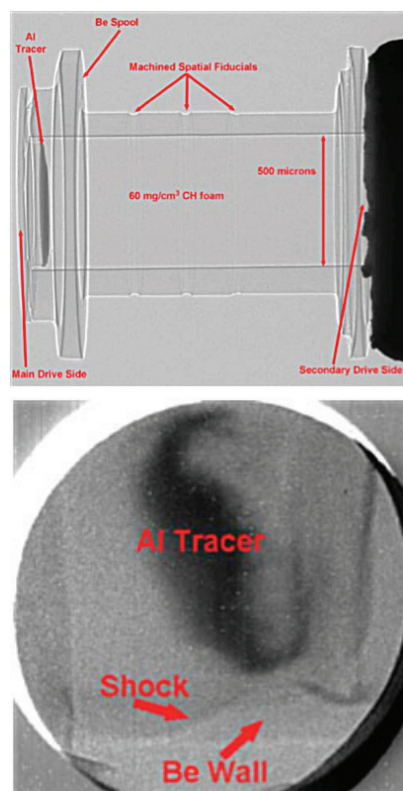 Be Spool
Al
Tracer
Machined Spatial Fiducials
500 microns
60 mg/cm³ CH foam
Main Drive Side
Secondary Drive Side
Al Tracer
Shock
Be Wall